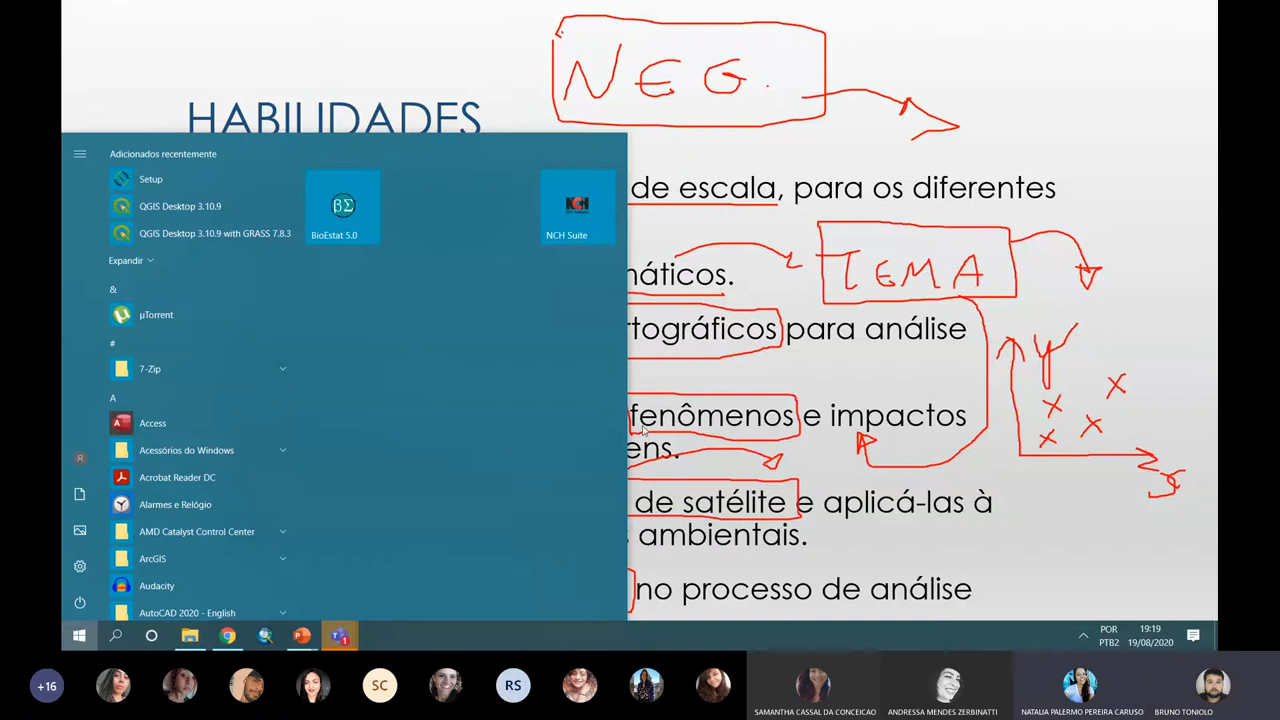 NEG.
HABILIDADES
de escala, para os diferentes
máticos.
TEMA
rtográficos para análise
Y
x x
x x
x
fenômenos e impactos
ens.
de satélite e aplicá-las à
ambientais.
no processo de análise
Adicionados recentemente
Setup
QGIS Desktop 3.10.9
QGIS Desktop 3.10.9 with GRASS 7.8.3
Expandir
&
µTorrent
#
7-Zip
A
Access
Acessórios do Windows
Acrobat Reader DC
Alarmes e Relógio
AMD Catalyst Control Center
ArcGIS
Audacity
AutoCAD 2020 - English
βΣ
BioEstat 5.0
NCH
NCH Suite
R
1
POR
PTB2
19:19
19/08/2020
+16
SC
RS
SAMANTHA CASSAL DA CONCEICAO
ANDRESSA MENDES ZERBINATTI
NATALIA PALERMO PEREIRA CARUSO
BRUNO TONIOLO